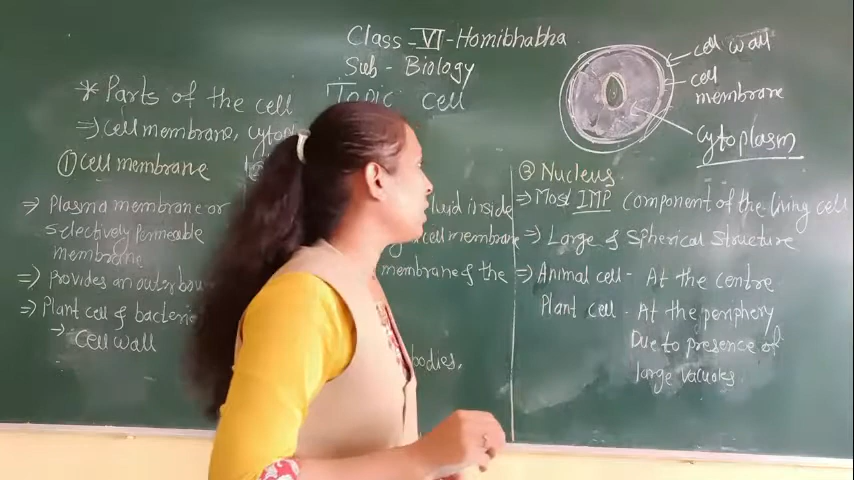 Class - VI - Homibhabha
Sub - Biology
Topic cell
* Parts of the cell
⇒ cell membrane, cytop
① cell membrane
⇒ Plasma membrane or
selectively permeable
membrane
⇒ Provides an outer bou
⇒ Plant cell & bacteri
→ cell wall
luid inside
cell membrane
membrane & the
bodies.
cell wall
cell
membrane
Cytoplasm
③ Nucleus
⇒ Most IMP component of the living cell
⇒ Large & Spherical Structure
⇒ Animal cell - At the centre
Plant cell - At the periphery
Due to presence of
large vacuoles.